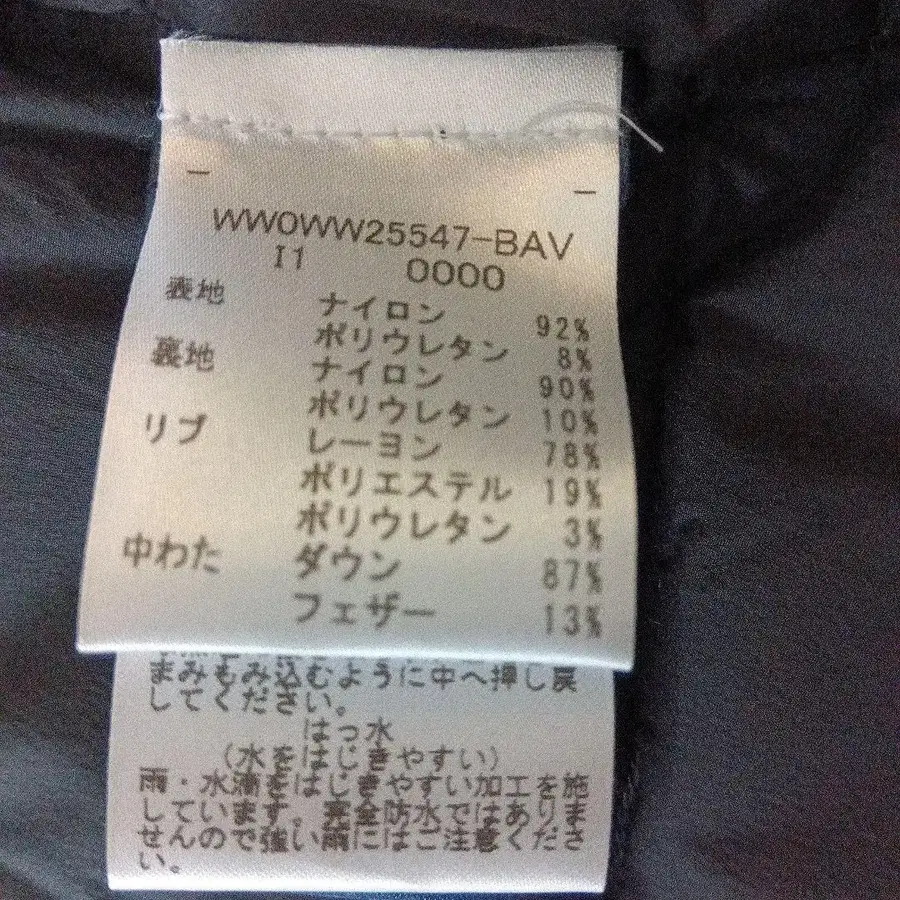 WW0WW25547-BAV
I1 0000
表地 ナイロン 92%
ポリウレタン 8%
裏地 ナイロン 90%
ポリウレタン 10%
リブ レーヨン 78%
ポリエステル 19%
ポリウレタン 3%
中わた ダウン 87%
フェザー 13%
まみもみ込むように中へ押し戻
してください。
はっ水
(水をはじきやすい)
雨・水滴をはじきやすい加工を施
しています。完全防水ではありま
せんので強い雨にはご注意くださ
い。